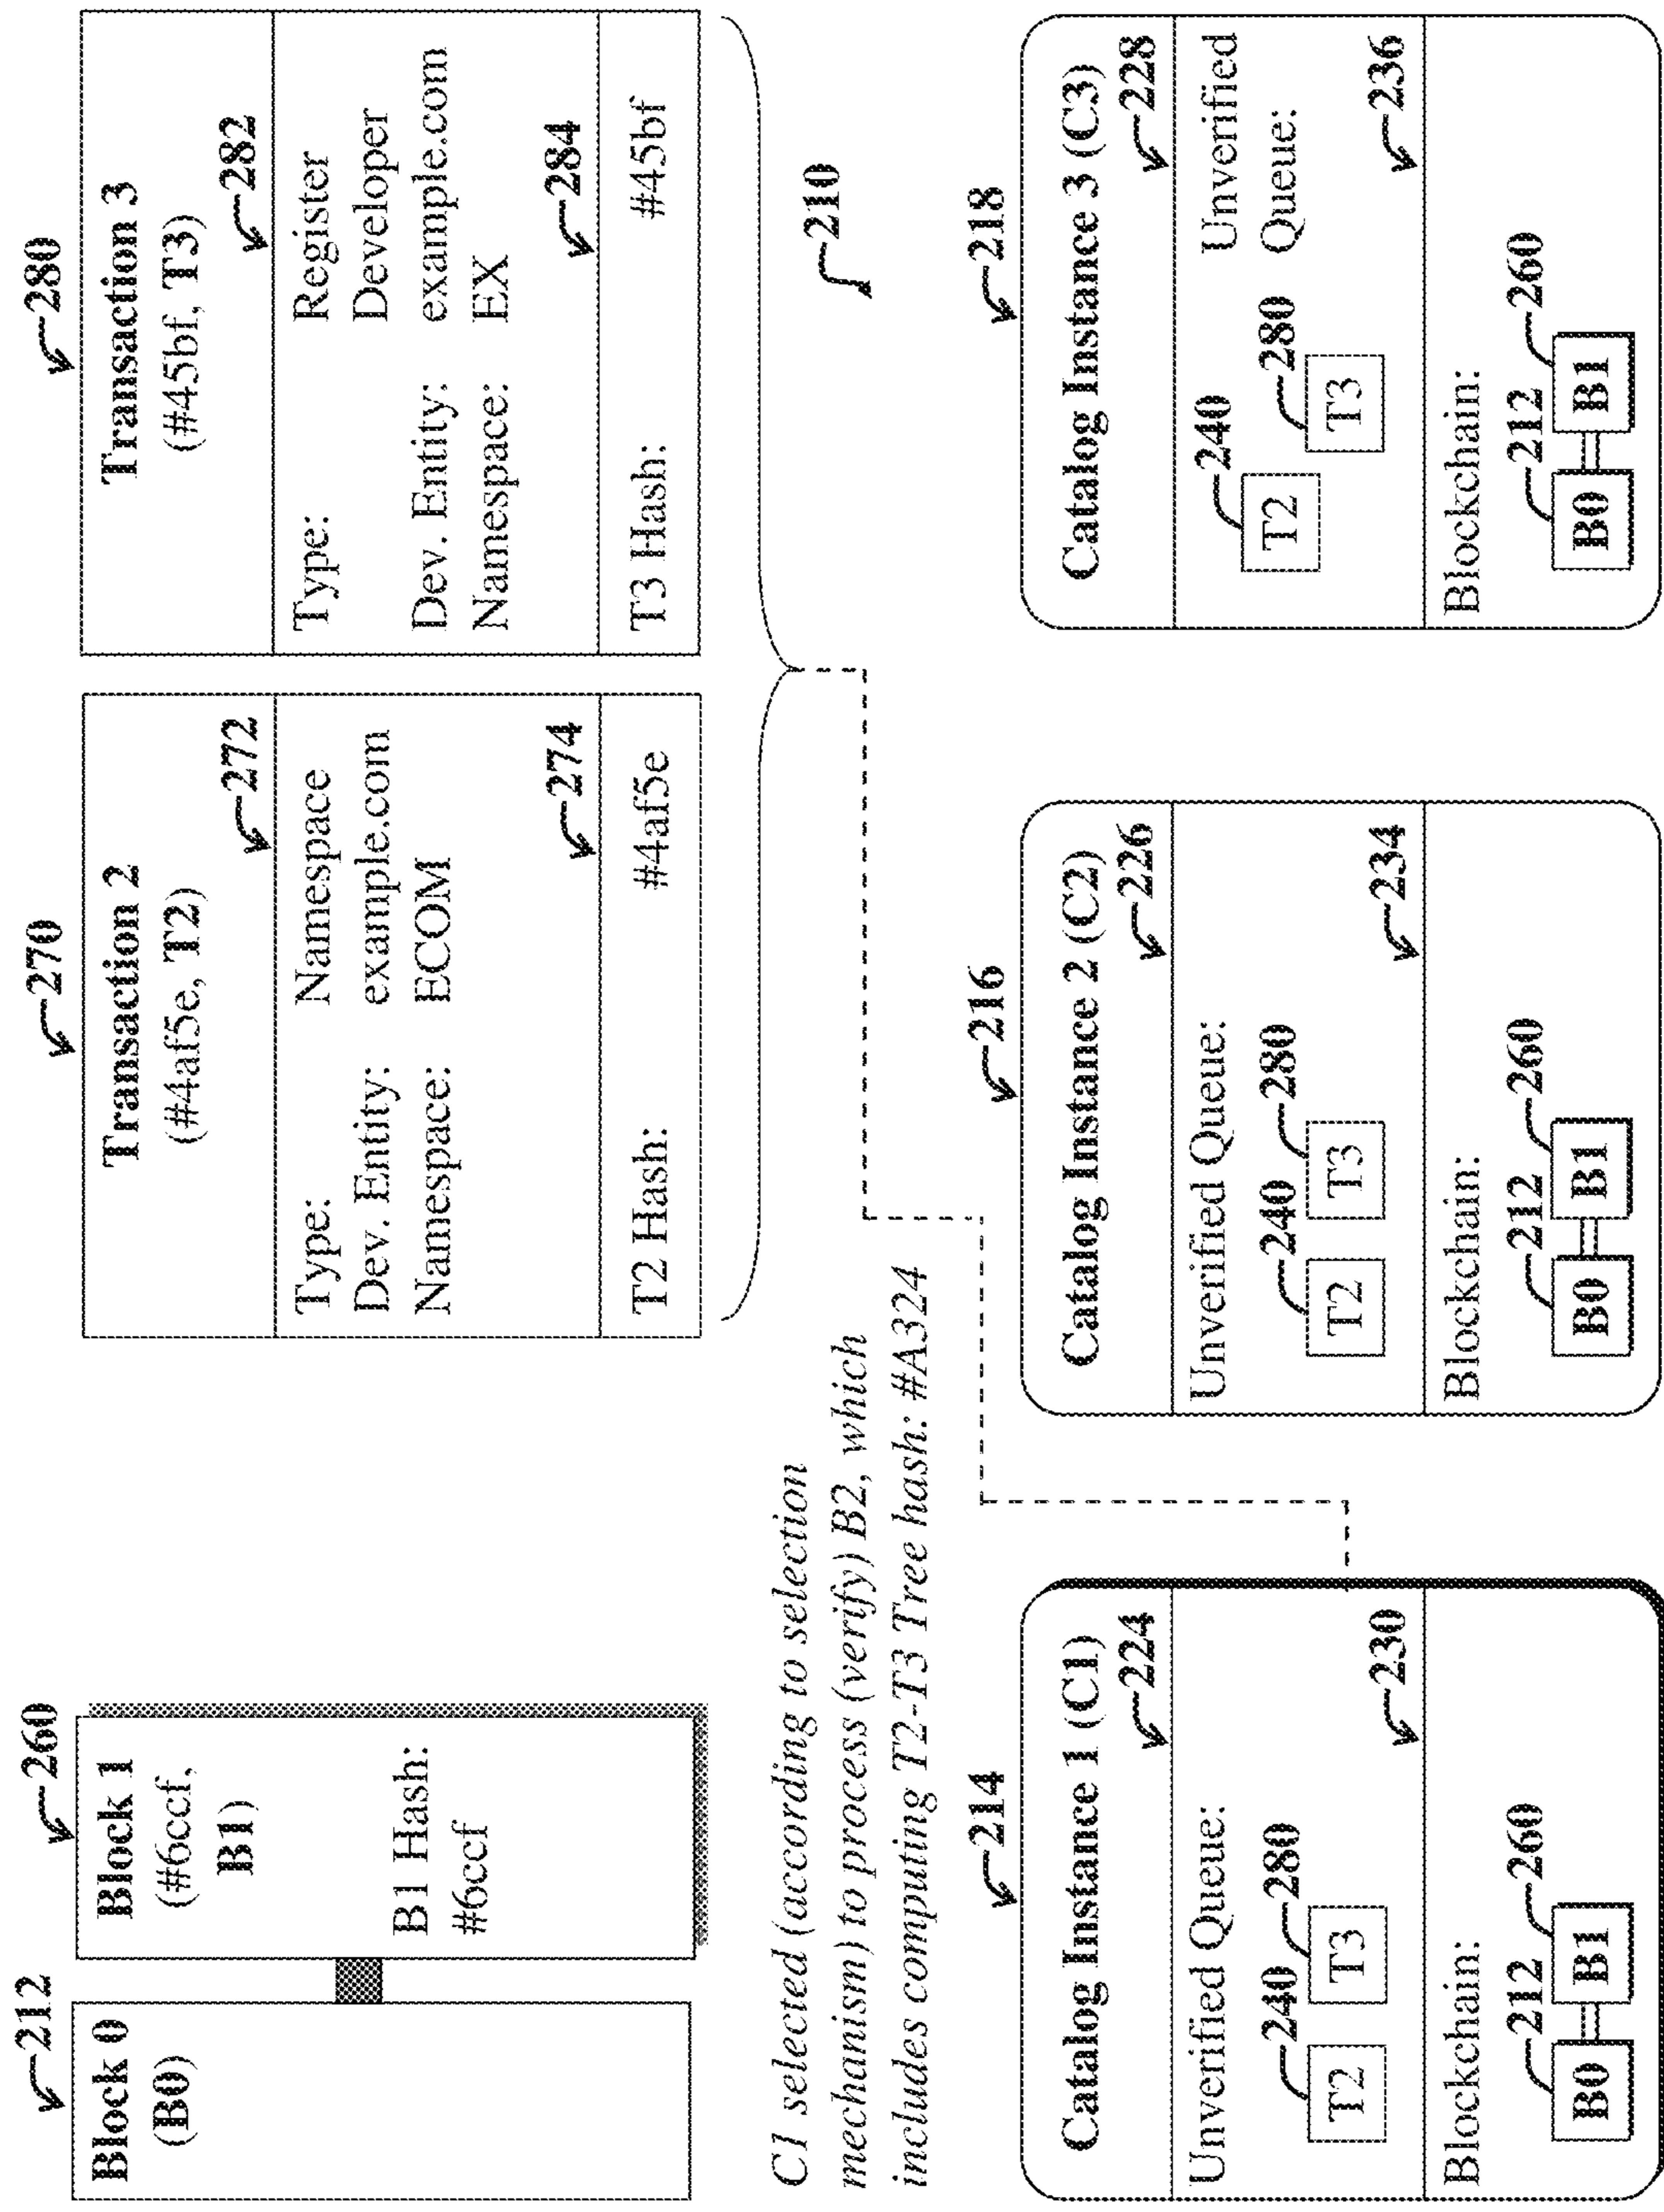 212
Block 0
(B0)
260
Block 1
(#6ccf,
B1)
B1 Hash:
#6ccf
270
Transaction 2
(#4af5e, T2)
272
Type: Namespace
Dev. Entity: example.com
Namespace: ECOM
274
T2 Hash: #4af5e
280
Transaction 3
(#45bf, T3)
282
Type: Register
Developer
Dev. Entity: example.com
Namespace: EX
284
T3 Hash: #45bf
C1 selected (according to selection
mechanism) to process (verify) B2, which
includes computing T2-T3 Tree hash: #A324
210
214
Catalog Instance 1 (C1)
224
Unverified Queue:
240 280
T2 T3
230
Blockchain:
212 260
B0 B1
216
Catalog Instance 2 (C2)
226
Unverified Queue:
240 280
T2 T3
234
Blockchain:
212 260
B0 B1
218
Catalog Instance 3 (C3)
228
Unverified
Queue:
240
T2
280
T3
236
Blockchain:
212 260
B0 B1